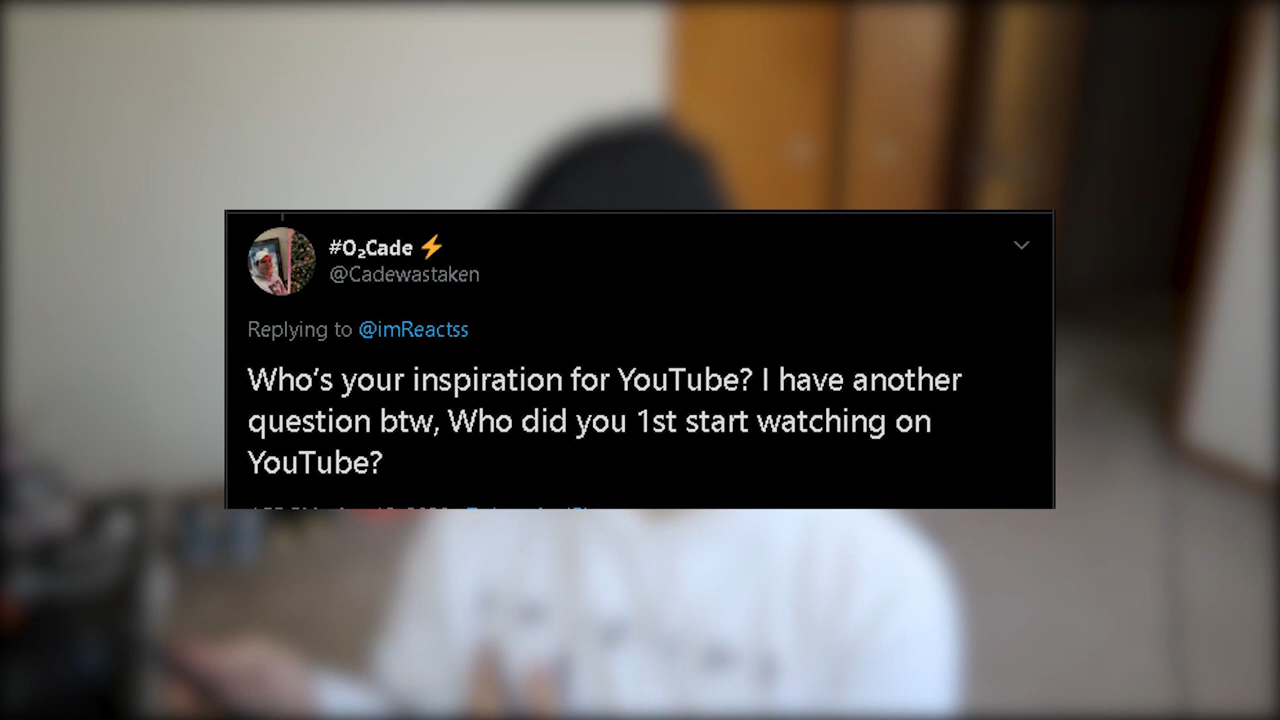 #O₂Cade ⚡
@Cadewastaken
Replying to @imReactss
Who's your inspiration for YouTube? I have another
question btw, Who did you 1st start watching on
YouTube?